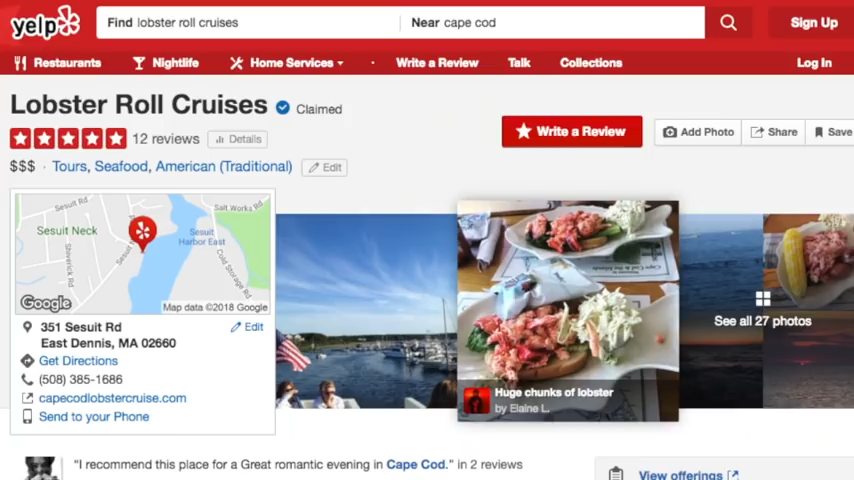 yelp
Find lobster roll cruises
Near cape cod
Sign Up
Restaurants
Nightlife
Home Services
Write a Review
Talk
Collections
Log In
Lobster Roll Cruises
Claimed
12 reviews
Details
Write a Review
Add Photo
Share
Save
$$$ · Tours, Seafood, American (Traditional)
Edit
Sesuit Rd
Salt Works Rd
Sesuit Neck
Sesuit
Harbor East
Cold Storage Rd
Google
Map data ©2018 Google
351 Sesuit Rd
East Dennis, MA 02660
Edit
Get Directions
(508) 385-1686
capecodlobstercruise.com
Send to your Phone
Huge chunks of lobster
by Elaine L.
See all 27 photos
"I recommend this place for a Great romantic evening in Cape Cod." in 2 reviews
View offerings